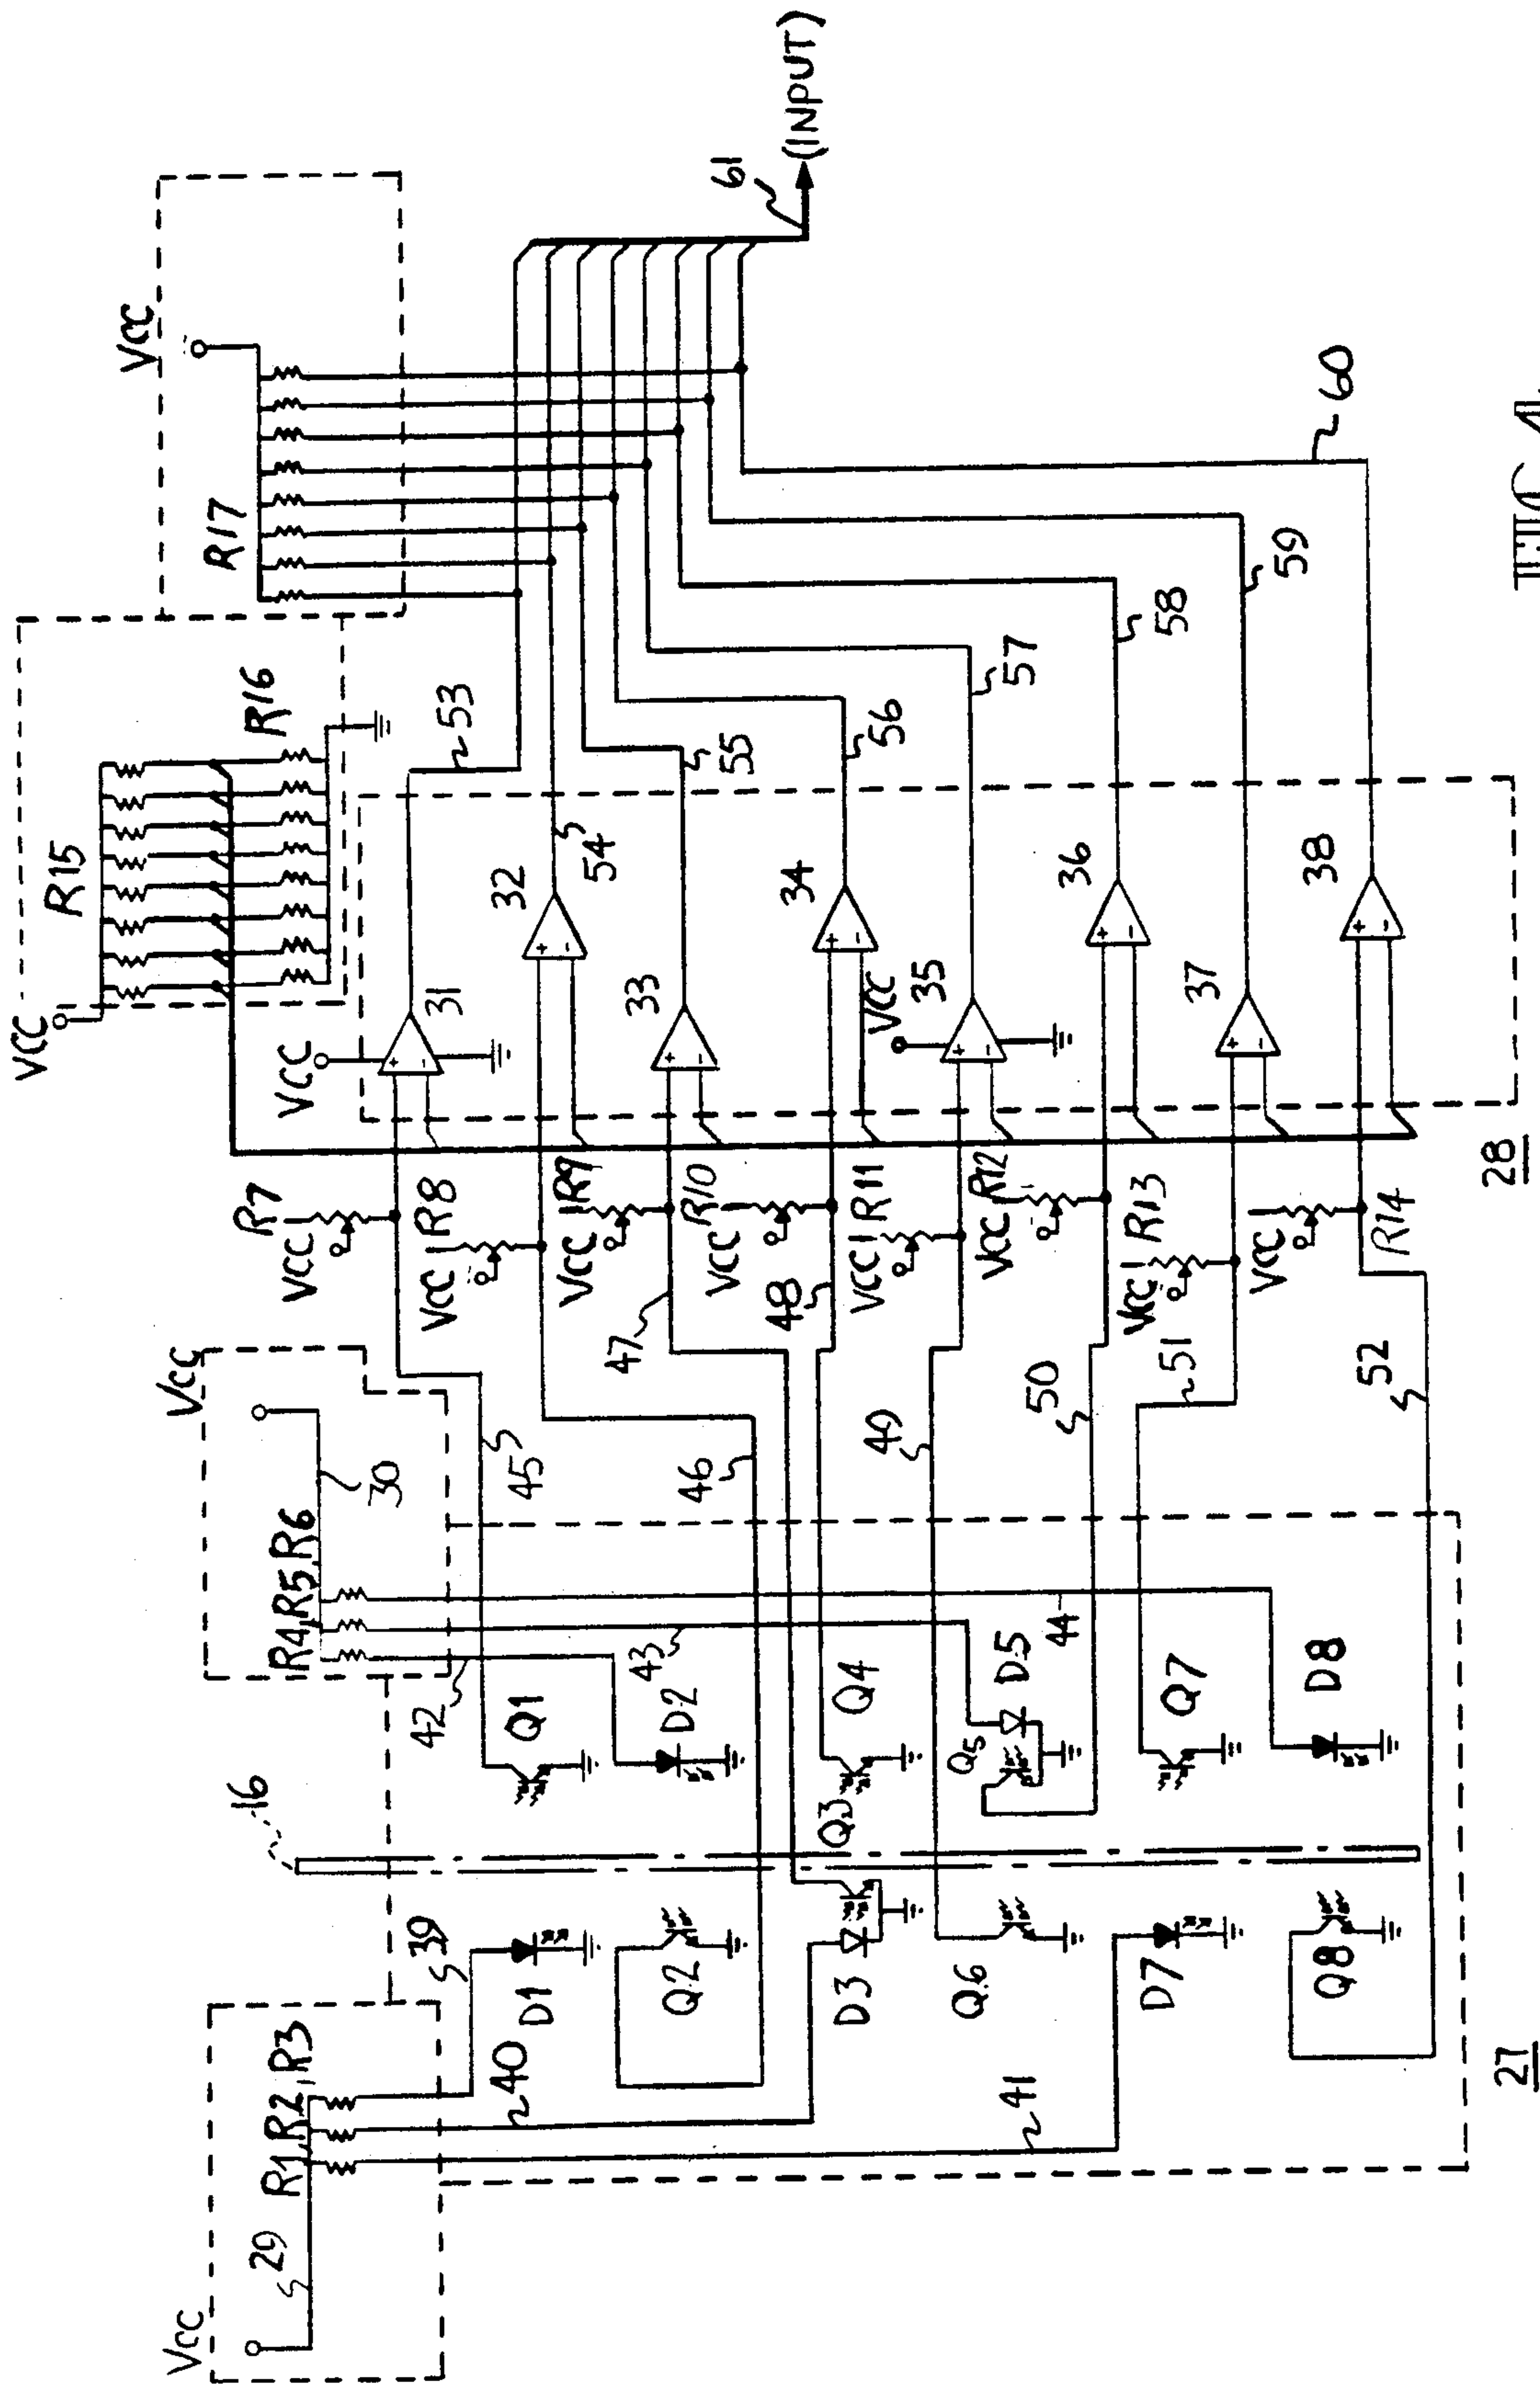 VCC
VCC
R15
R17
R16
VCC
(INPUT)
61
53
31
32
54
33
55
34
56
VCC
35
57
36
58
37
59
38
60
28
R7
VCC
R8
VCC
R9
VCC
R10
VCC
R11
VCC
R12
VCC
R13
VCC
VCC
R14
VCC
30
R4,R5,R6
45
46
47
48
49
50
51
52
42
43
44
16
Q1
D2
Q4
Q3
Q5
D5
Q7
D8
VCC
29
R1,R2,R3
39
40
41
D1
Q2
D3
Q6
D7
Q8
27
+
−
+
−
+
−
+
−
+
−
+
−
+
−
+
−